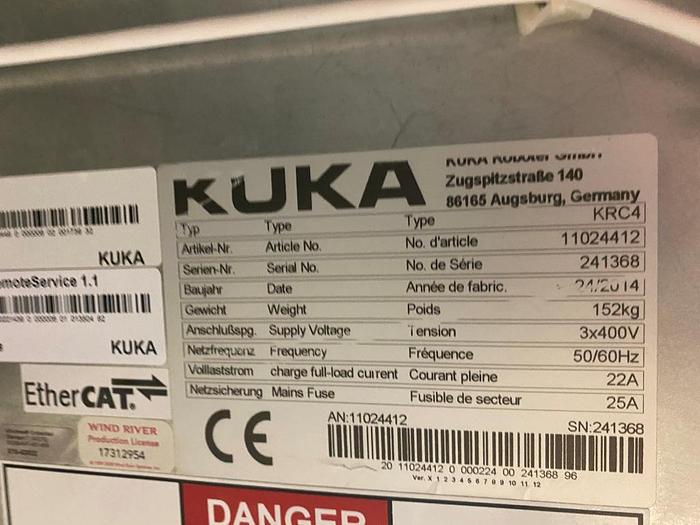 KUKA
KUKA Roboter GmbH
Zugspitzstraße 140
86165 Augsburg, Germany
Typ Type Type KRC4
Artikel-Nr. Article No. No. d'article 11024412
Serien-Nr. Serial No. No. de Série 241368
Baujahr Date Année de fabric. 24/2014
Gewicht Weight Poids 152kg
Anschlußspg. Supply Voltage Tension 3x400V
Netzfrequenz Frequency Fréquence 50/60Hz
Volllaststrom charge full-load current Courant pleine 22A
Netzsicherung Mains Fuse Fusible de secteur 25A
CE
AN:11024412 SN:241368
20 11024412 0 000224 00 241368 96
Ver. X 1 2 3 4 5 6 7 8 9 10 11 12
KUKA
emoteService 1.1
KUKA
EtherCAT
WIND RIVER
Production License
17312954
DANGER